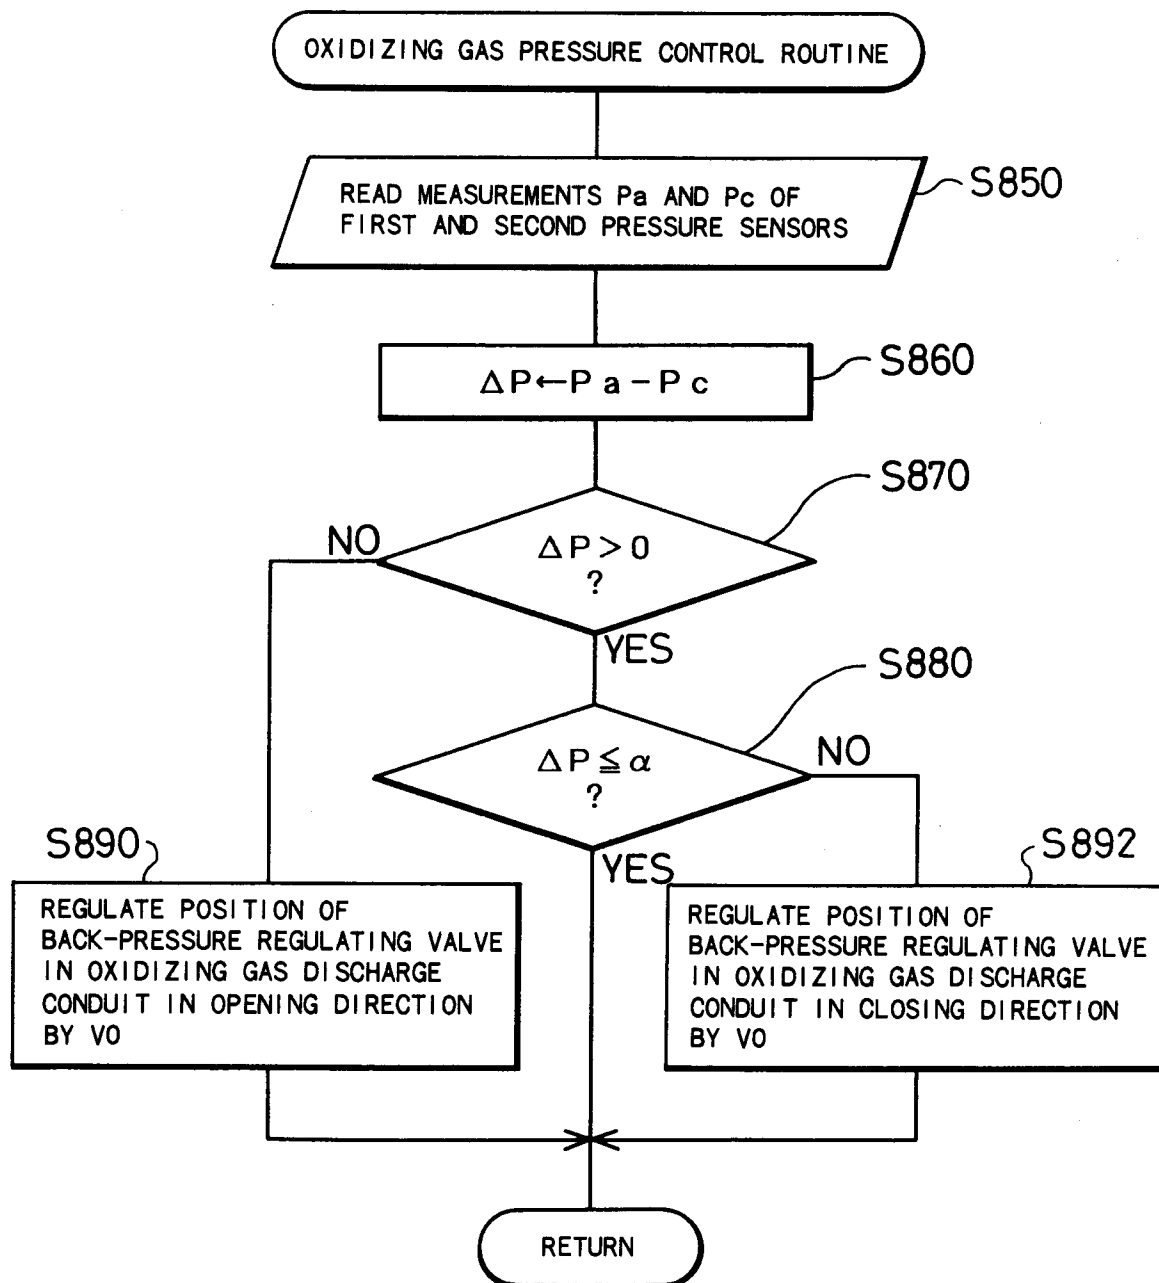 OXIDIZING GAS PRESSURE CONTROL ROUTINE
READ MEASUREMENTS Pa AND Pc OF
FIRST AND SECOND PRESSURE SENSORS
S850
ΔP←Pa-Pc
S860
S870
ΔP>0
?
NO
YES
S880
ΔP≦α
?
NO
YES
S890
REGULATE POSITION OF
BACK-PRESSURE REGULATING VALVE
IN OXIDIZING GAS DISCHARGE
CONDUIT IN OPENING DIRECTION
BY V0
S892
REGULATE POSITION OF
BACK-PRESSURE REGULATING VALVE
IN OXIDIZING GAS DISCHARGE
CONDUIT IN CLOSING DIRECTION
BY V0
RETURN